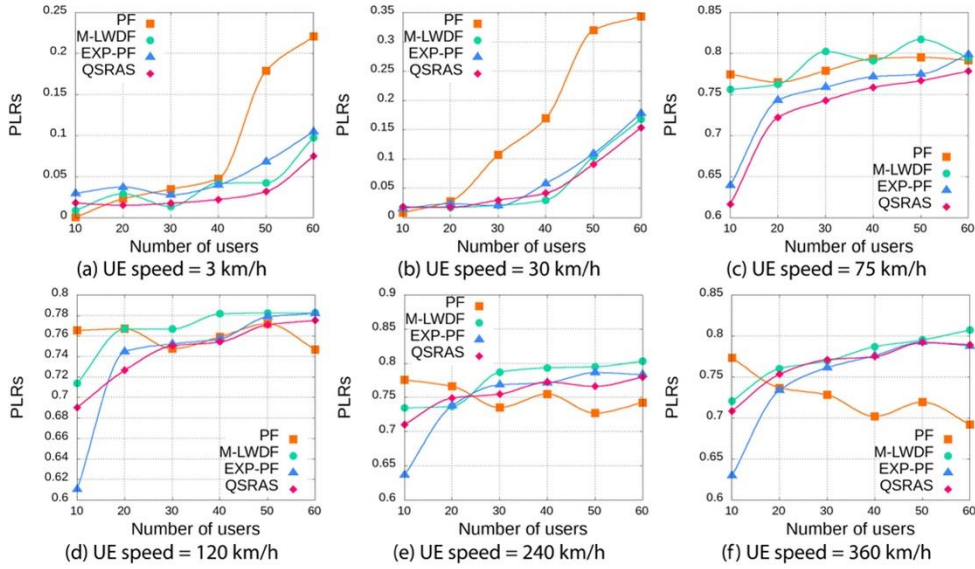 PF
M-LWDF
EXP-PF
QSRAS
0.25
0.2
0.15
0.1
0.05
0
PLRs
10 20 30 40 50 60
Number of users
(a) UE speed = 3 km/h
PF
M-LWDF
EXP-PF
QSRAS
0.35
0.3
0.25
0.2
0.15
0.1
0.05
0
PLRs
10 20 30 40 50 60
Number of users
(b) UE speed = 30 km/h
0.85
0.8
0.75
0.7
0.65
0.6
PLRs
PF
M-LWDF
EXP-PF
QSRAS
10 20 30 40 50 60
Number of users
(c) UE speed = 75 km/h
0.8
0.78
0.76
0.74
0.72
0.7
0.68
0.66
0.64
0.62
0.6
PLRs
PF
M-LWDF
EXP-PF
QSRAS
10 20 30 40 50 60
Number of users
(d) UE speed = 120 km/h
PF
M-LWDF
EXP-PF
QSRAS
0.9
0.85
0.8
0.75
0.7
0.65
0.6
PLRs
10 20 30 40 50 60
Number of users
(e) UE speed = 240 km/h
0.85
0.8
0.75
0.7
0.65
0.6
PLRs
PF
M-LWDF
EXP-PF
QSRAS
10 20 30 40 50 60
Number of users
(f) UE speed = 360 km/h